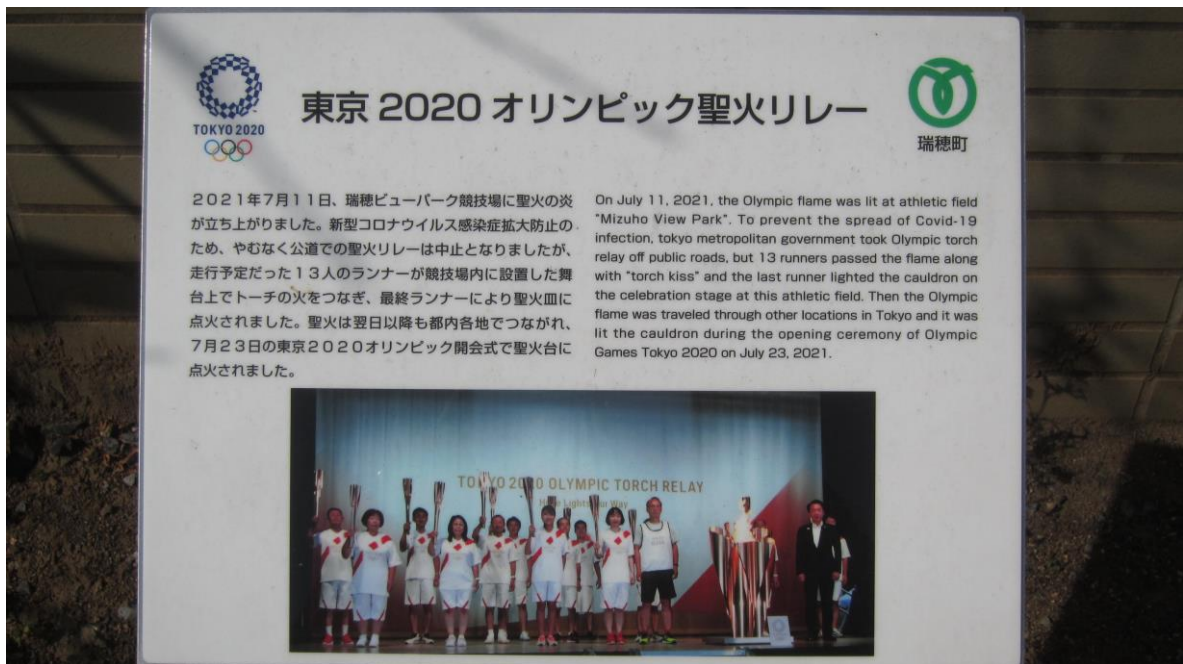 TOKYO 2020
東京 2020 オリンピック聖火リレー
瑞穂町
2021年7月11日、瑞穂ビューパーク競技場に聖火の炎
が立ち上がりました。新型コロナウイルス感染症拡大防止の
ため、やむなく公道での聖火リレーは中止となりましたが、
走行予定だった13人のランナーが競技場内に設置した舞
台上でトーチの火をつなぎ、最終ランナーにより聖火皿に
点火されました。聖火は翌日以降も都内各地でつながれ、
7月23日の東京2020オリンピック開会式で聖火台に
点火されました。
On July 11, 2021, the Olympic flame was lit at athletic field
"Mizuho View Park". To prevent the spread of Covid-19
infection, tokyo metropolitan government took Olympic torch
relay off public roads, but 13 runners passed the flame along
with "torch kiss" and the last runner lighted the cauldron on
the celebration stage at this athletic field. Then the Olympic
flame was traveled through other locations in Tokyo and it was
lit the cauldron during the opening ceremony of Olympic
Games Tokyo 2020 on July 23, 2021.
TOKYO 2020 OLYMPIC TORCH RELAY
Hope Lights Our Way